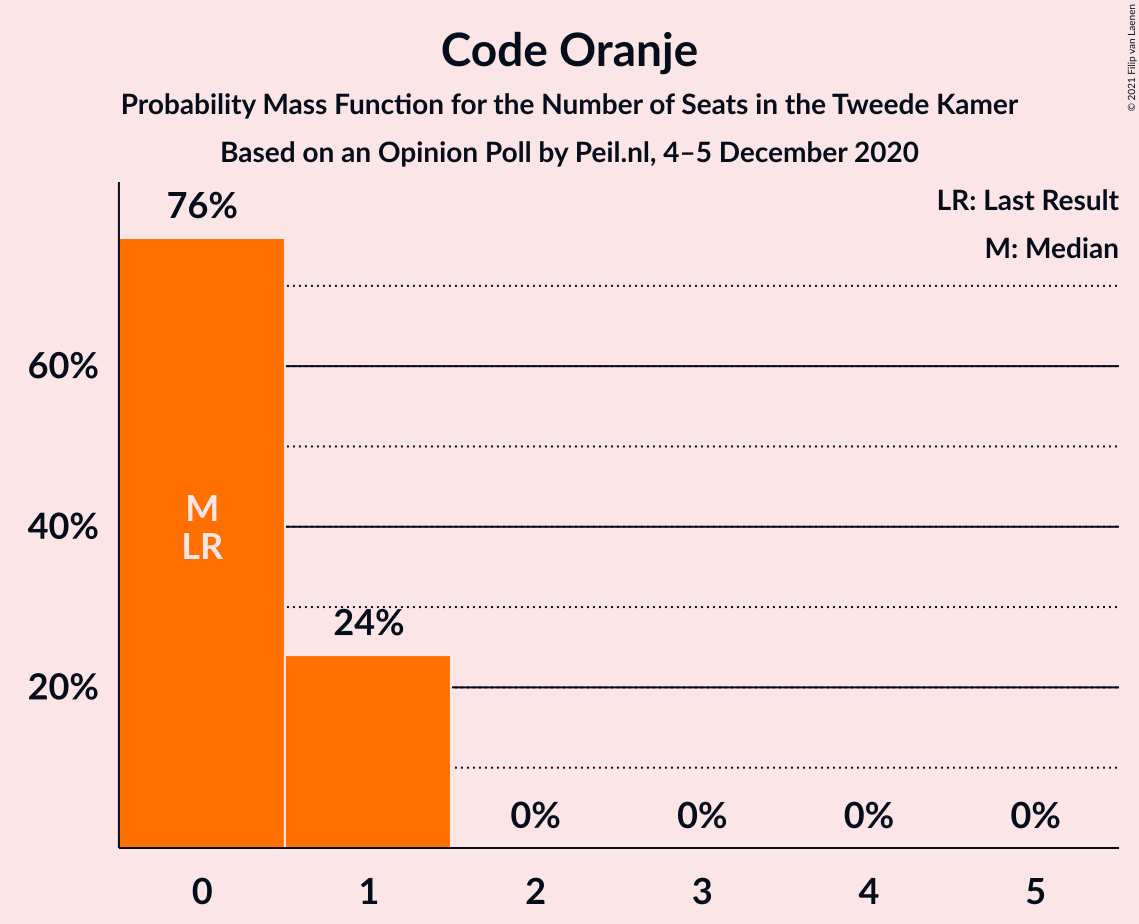 Code Oranje
Probability Mass Function for the Number of Seats in the Tweede Kamer
Based on an Opinion Poll by Peil.nl, 4–5 December 2020
© 2021 Filip van Laenen
LR: Last Result
M: Median
76%
60%
M
40%
LR
24%
20%
0% 0% 0% 0%
0 1 2 3 4 5